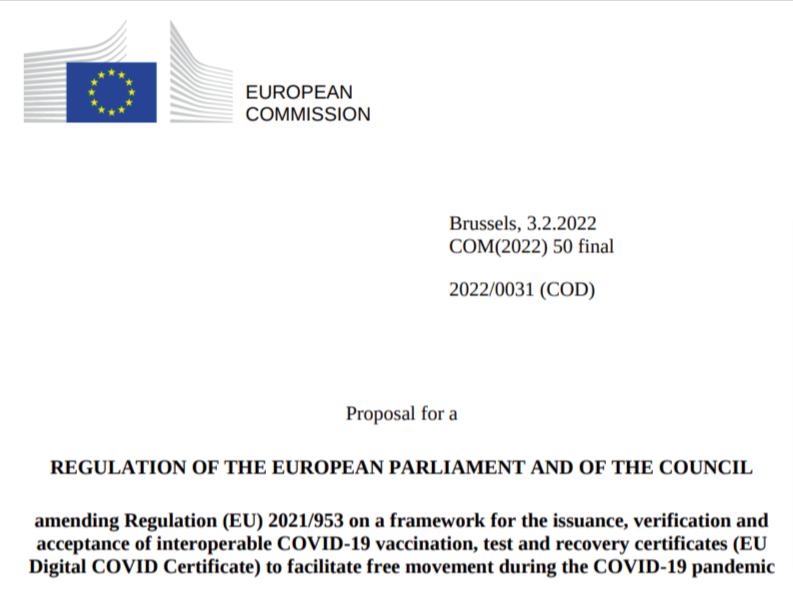 EUROPEAN
COMMISSION
Brussels, 3.2.2022
COM(2022) 50 final
2022/0031 (COD)
Proposal for a
REGULATION OF THE EUROPEAN PARLIAMENT AND OF THE COUNCIL
amending Regulation (EU) 2021/953 on a framework for the issuance, verification and
acceptance of interoperable COVID-19 vaccination, test and recovery certificates (EU
Digital COVID Certificate) to facilitate free movement during the COVID-19 pandemic